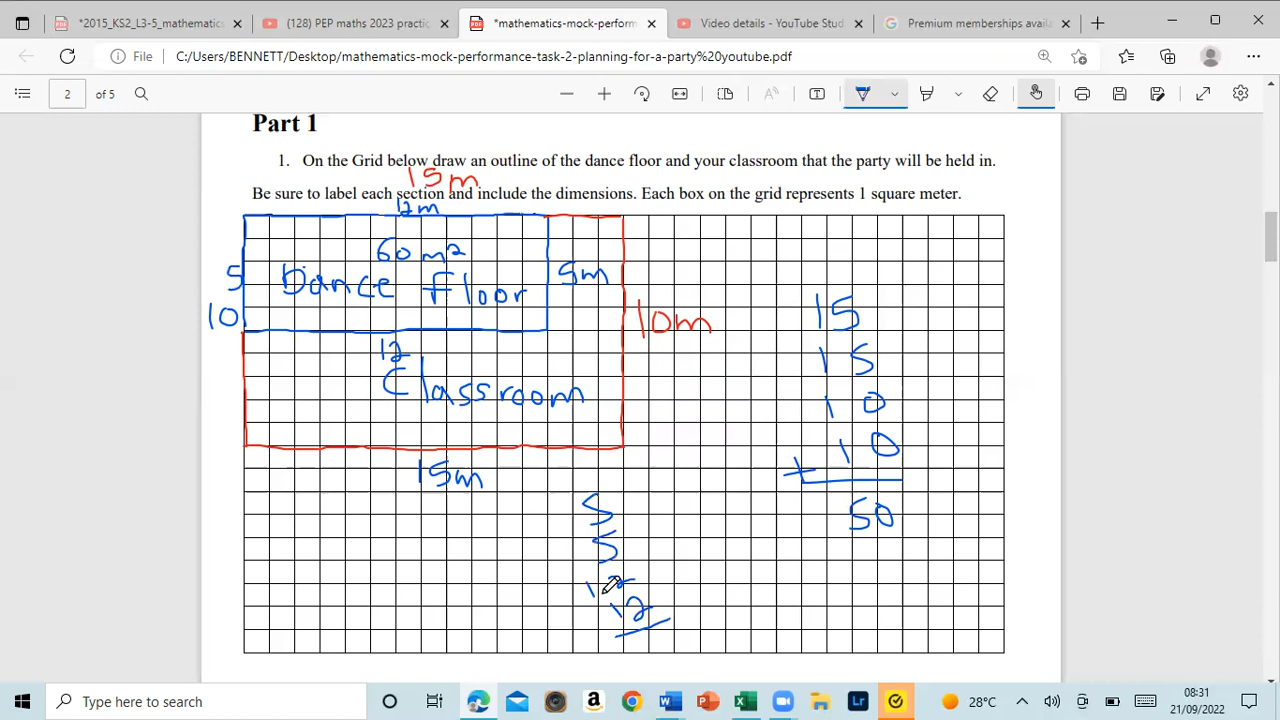 *2015_KS2_L3-5_mathematics
(128) PEP maths 2023 practic
*mathematics-mock-perform
Video details - YouTube Stud
Premium memberships availa
File
C:/Users/BENNETT/Desktop/mathematics-mock-performance-task-2-planning-for-a-party%20youtube.pdf
2 of 5
Part 1
1. On the Grid below draw an outline of the dance floor and your classroom that the party will be held in.
15m
Be sure to label each section and include the dimensions. Each box on the grid represents 1 square meter.
12m
60 m2
5
Dance Floor
5m
10
10m
12
Classroom
15m
15
15
10
+ 10
50
5
5
12
12
Type here to search
28°C
08:31
21/09/2022